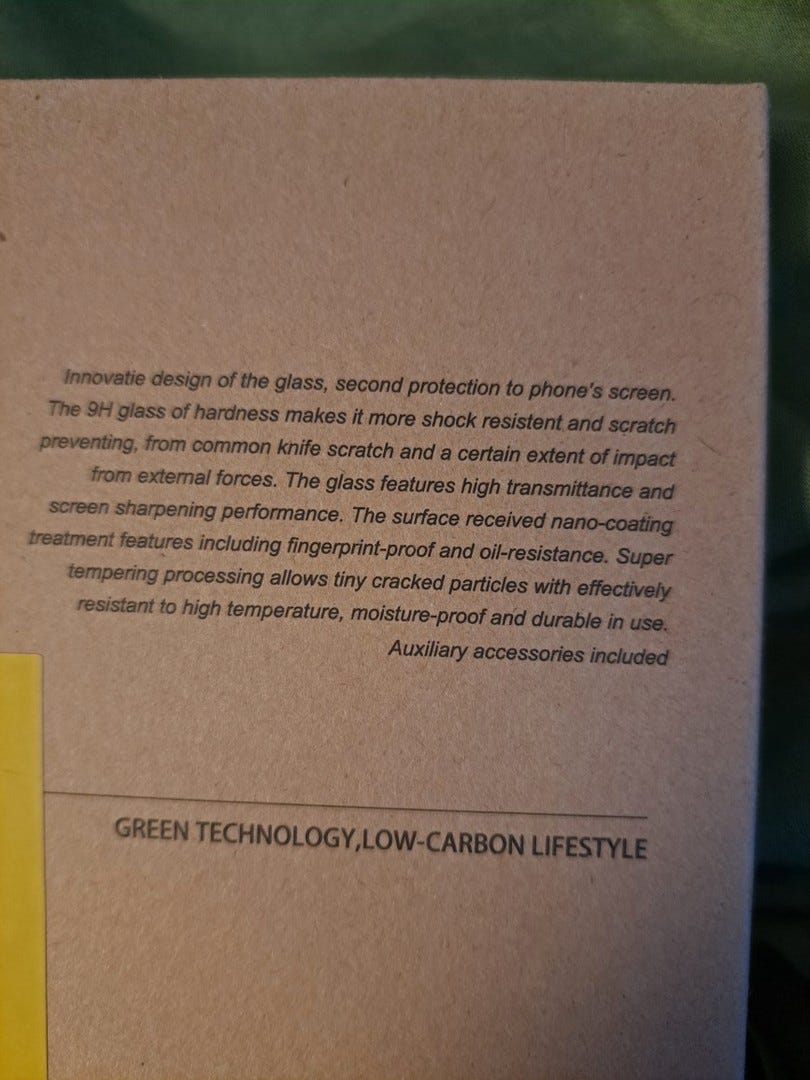 Innovatie design of the glass, second protection to phone's screen.
The 9H glass of hardness makes it more shock resistent and scratch
preventing, from common knife scratch and a certain extent of impact
from external forces. The glass features high transmittance and
screen sharpening performance. The surface received nano-coating
treatment features including fingerprint-proof and oil-resistance. Super
tempering processing allows tiny cracked particles with effectively
resistant to high temperature, moisture-proof and durable in use.
Auxiliary accessories included
GREEN TECHNOLOGY,LOW-CARBON LIFESTYLE